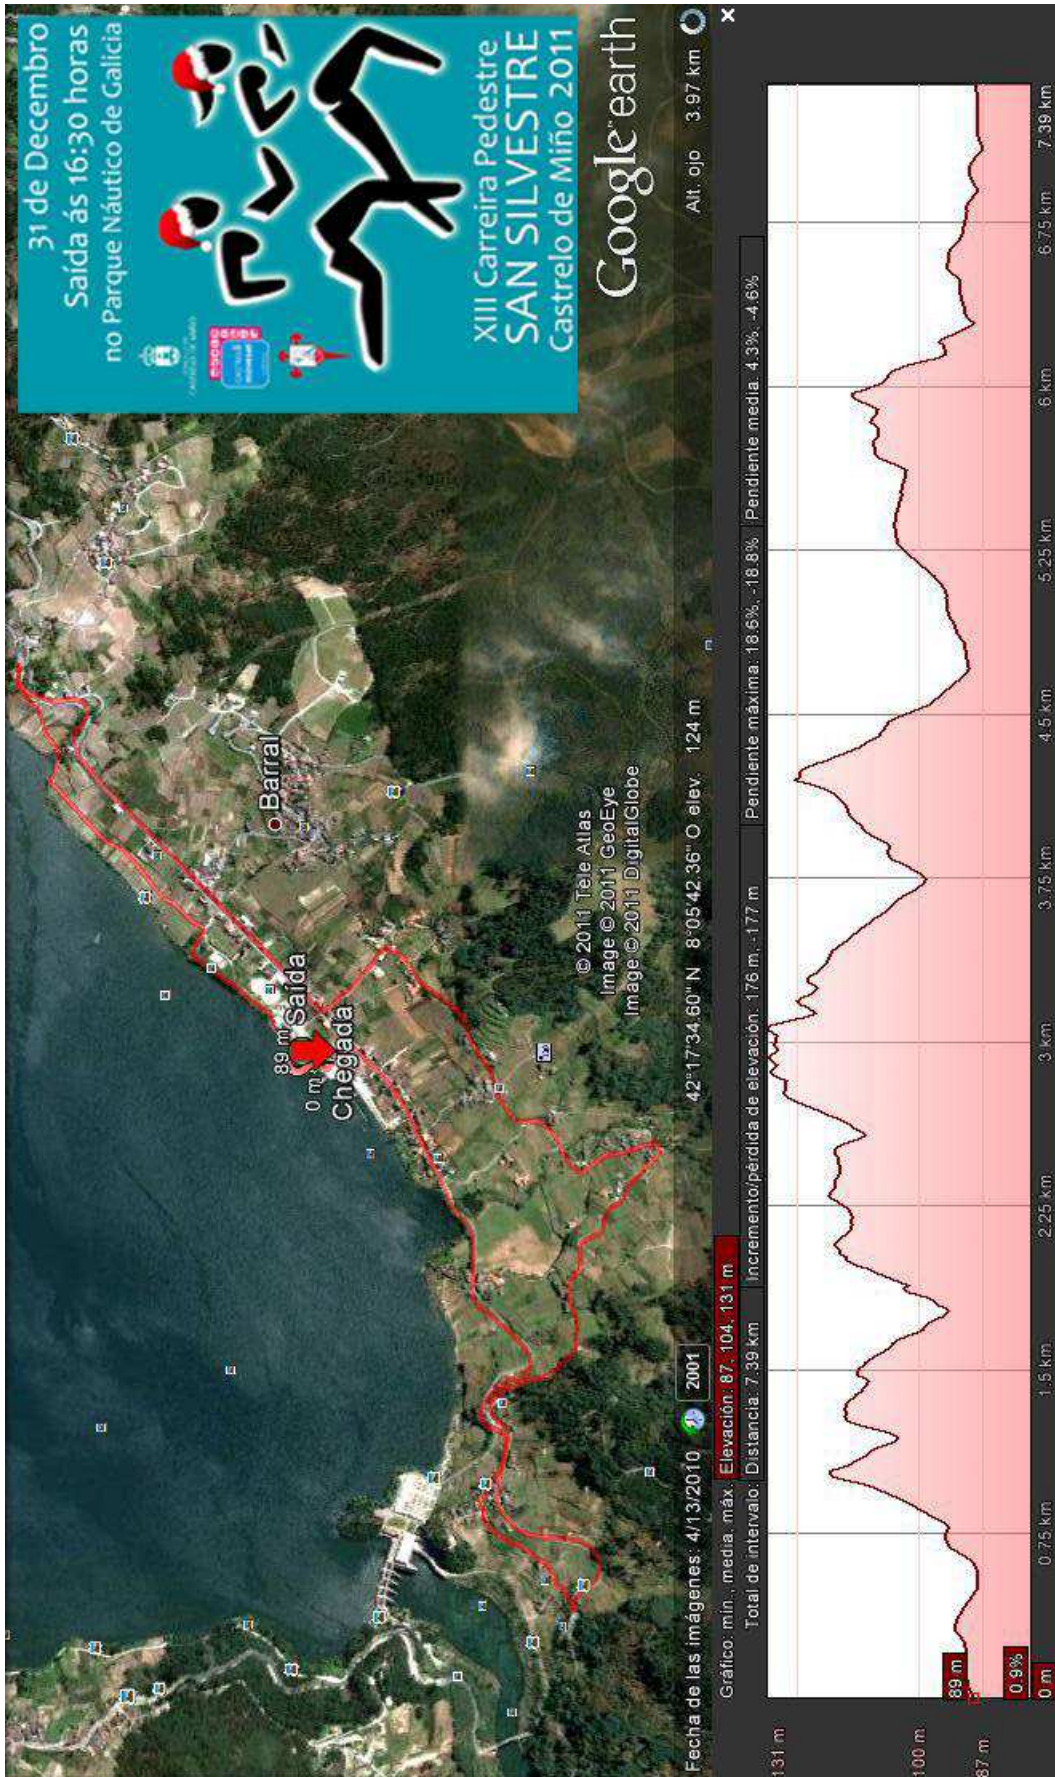 31 de Decembro
Saída ás 16:30 horas
no Parque Náutico de Galicia
XIII Carreira Pedestre
SAN SILVESTRE
Castrelo de Miño 2011
Barral
89 m Saída
0 m
Chegada
© 2011 Tele Atlas
Image © 2011 GeoEye
Image © 2011 DigitalGlobe
Google earth
Fecha de las imágenes: 4/13/2010
2001
42°17'34.60" N 8°05'42.36" O elev. 124 m
Alt. ojo 3.97 km
Gráfico: mín., media, máx. Elevación: 87, 104, 131 m
Total de intervalo: Distancia: 7.39 km Incremento/pérdida de elevación: 176 m, -177 m Pendiente máxima: 18.6%, -18.8% Pendiente media: 4.3%, -4.6%
131 m
100 m
87 m
89 m
0.9%
0 m 0.75 km 1.5 km 2.25 km 3 km 3.75 km 4.5 km 5.25 km 6 km 6.75 km 7.39 km